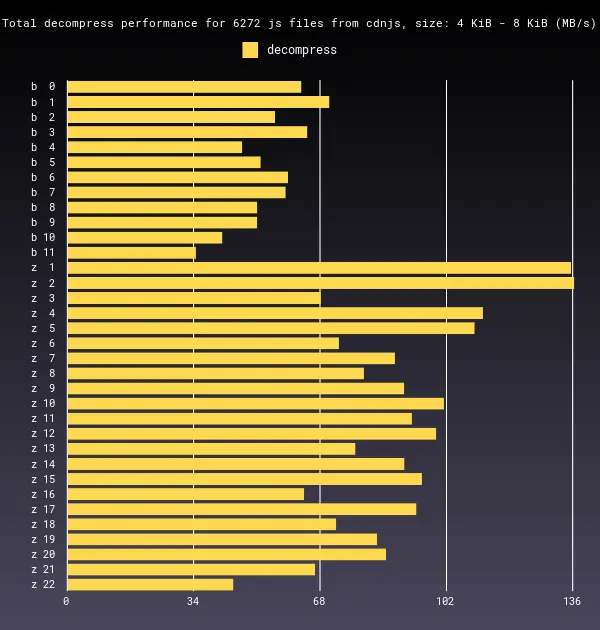 Total decompress performance for 6272 js files from cdnjs, size: 4 KiB - 8 KiB (MB/s)
decompress
b 0
b 1
b 2
b 3
b 4
b 5
b 6
b 7
b 8
b 9
b 10
b 11
z 1
z 2
z 3
z 4
z 5
z 6
z 7
z 8
z 9
z 10
z 11
z 12
z 13
z 14
z 15
z 16
z 17
z 18
z 19
z 20
z 21
z 22
0 34 68 102 136